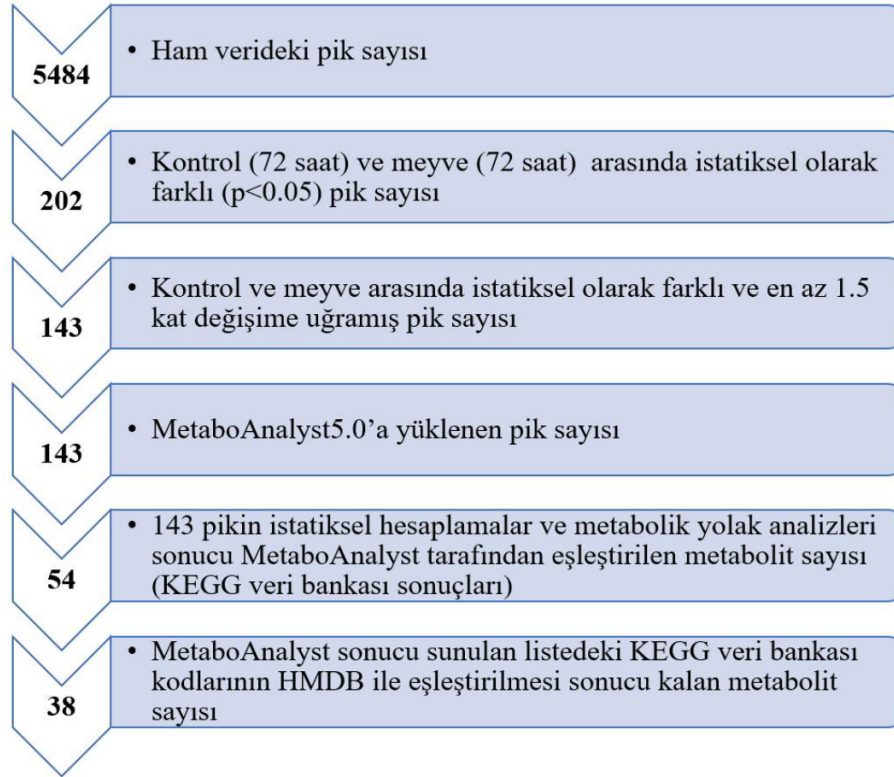 5484
• Ham verideki pik sayısı
202
• Kontrol (72 saat) ve meyve (72 saat) arasında istatiksel olarak
farklı (p<0.05) pik sayısı
143
• Kontrol ve meyve arasında istatiksel olarak farklı ve en az 1.5
kat değişime uğramış pik sayısı
143
• MetaboAnalyst5.0’a yüklenen pik sayısı
54
• 143 pikin istatiksel hesaplamalar ve metabolik yolak analizleri
sonucu MetaboAnalyst tarafından eşleştirilen metabolit sayısı
(KEGG veri bankası sonuçları)
38
• MetaboAnalyst sonucu sunulan listedeki KEGG veri bankası
kodlarının HMDB ile eşleştirilmesi sonucu kalan metabolit
sayısı